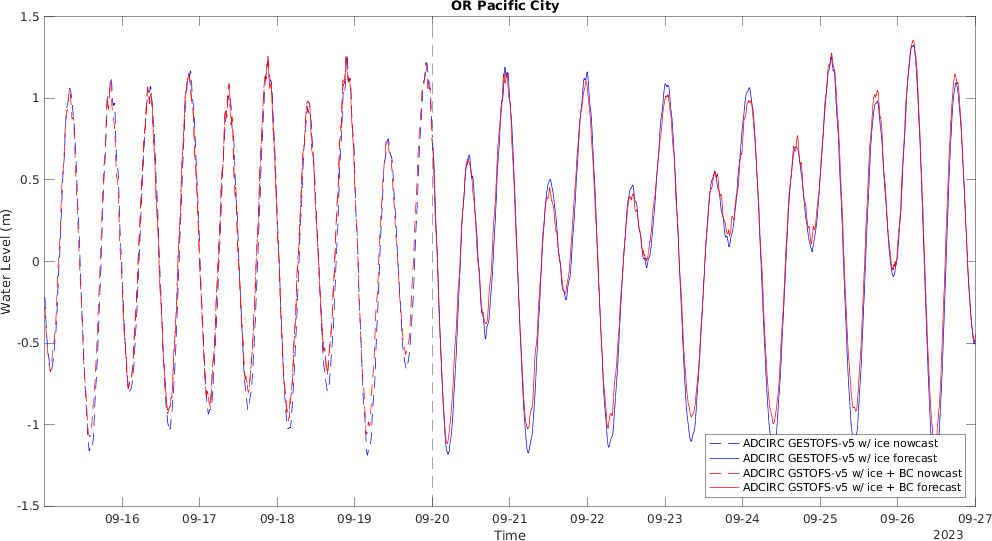 OR Pacific City
1.5
1
0.5
0
-0.5
-1
-1.5
Water Level (m)
09-16 09-17 09-18 09-19 09-20 09-21 09-22 09-23 09-24 09-25 09-26 09-27
Time
2023
ADCIRC GESTOFS-v5 w/ ice nowcast
ADCIRC GESTOFS-v5 w/ ice forecast
ADCIRC GSTOFS-v5 w/ ice + BC nowcast
ADCIRC GSTOFS-v5 w/ ice + BC forecast